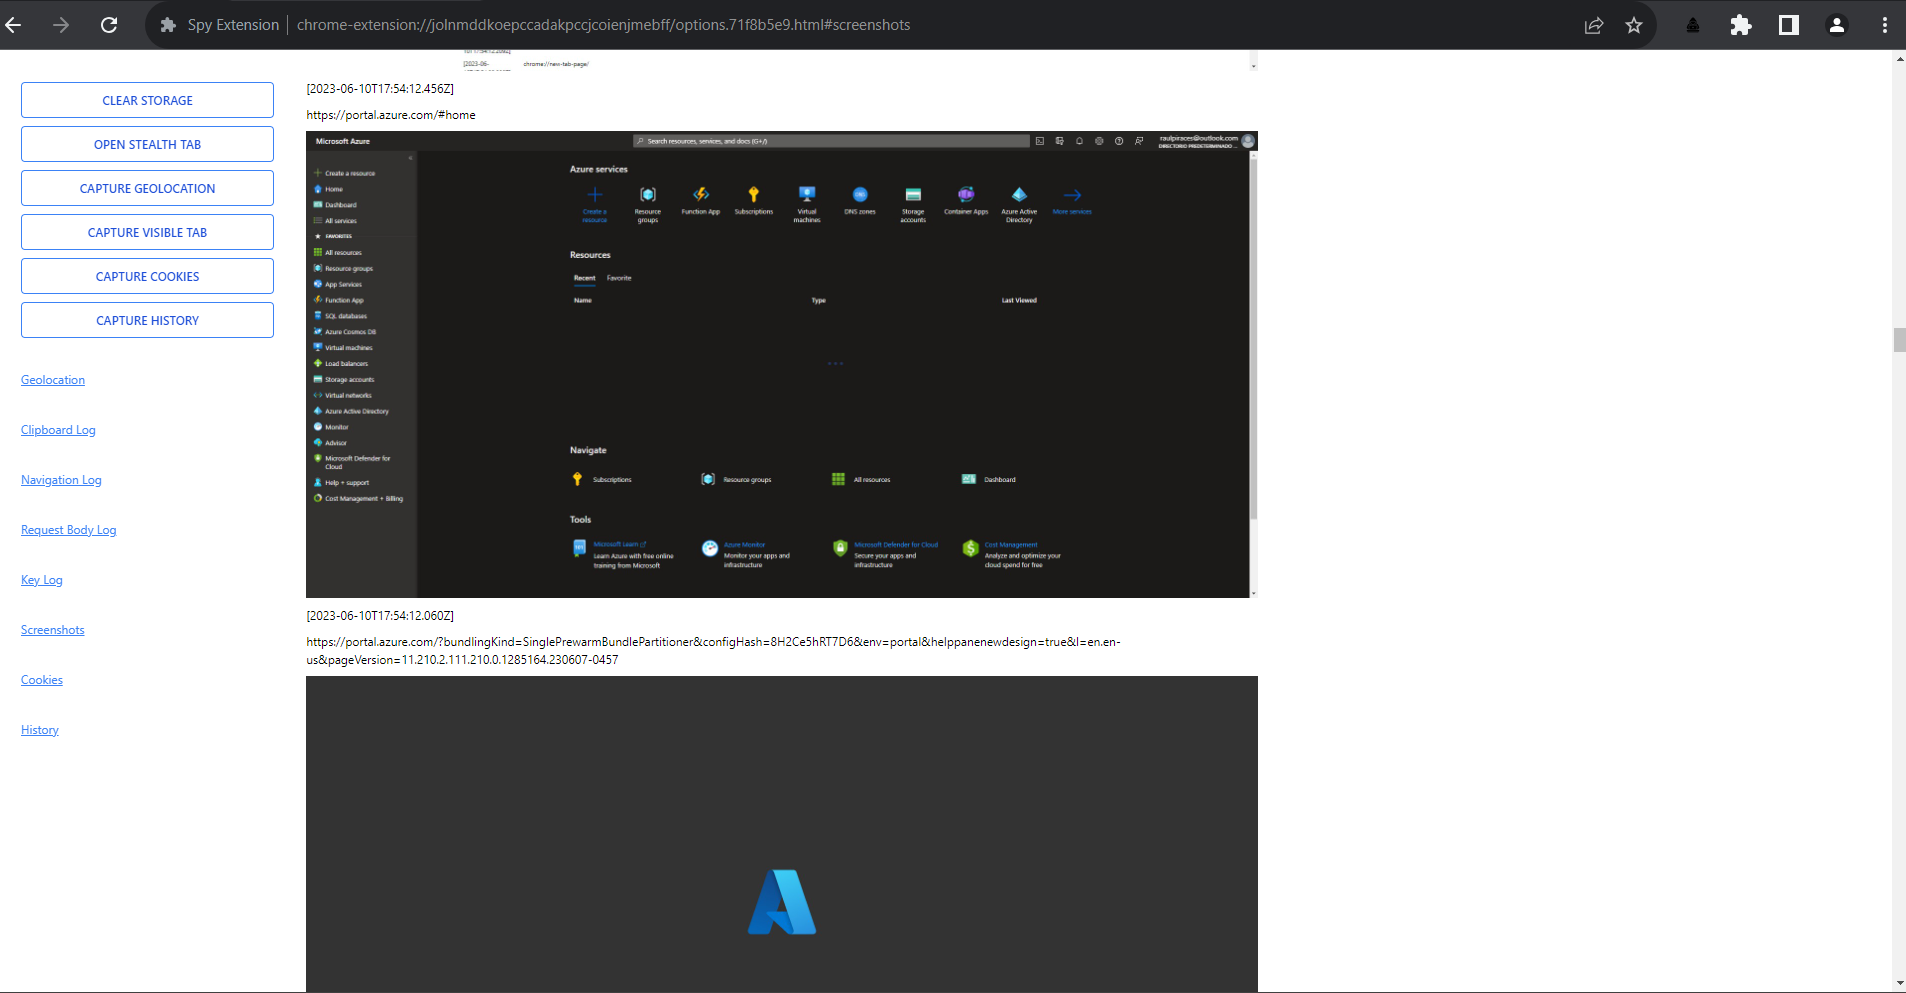 Spy Extension
chrome-extension://jolnmddkoepccadakpccjcoienjmebff/options.71f8b5e9.html#screenshots
CLEAR STORAGE
OPEN STEALTH TAB
CAPTURE GEOLOCATION
CAPTURE VISIBLE TAB
CAPTURE COOKIES
CAPTURE HISTORY
Geolocation
Clipboard Log
Navigation Log
Request Body Log
Key Log
Screenshots
Cookies
History
[2023-06-
chrome://new-tab-page/
[2023-06-10T17:54:12.456Z]
https://portal.azure.com/#home
Microsoft Azure
Search resources, services, and docs (G+/)
raulpiraces@outlook.com
DIRECTORIO PREDETERMINADO ...
Create a resource
Home
Dashboard
All services
FAVORITES
All resources
Resource groups
App Services
Function App
SQL databases
Azure Cosmos DB
Virtual machines
Load balancers
Storage accounts
Virtual networks
Azure Active Directory
Monitor
Advisor
Microsoft Defender for
Cloud
Help + support
Cost Management + Billing
Azure services
Create a
resource
Resource
groups
Function App
Subscriptions
Virtual
machines
DNS zones
Storage
accounts
Container Apps
Azure Active
Directory
More services
Resources
Recent
Favorite
Name
Type
Last Viewed
Navigate
Subscriptions
Resource groups
All resources
Dashboard
Tools
Microsoft Learn
Learn Azure with free online
training from Microsoft
Azure Monitor
Monitor your apps and
infrastructure
Microsoft Defender for Cloud
Secure your apps and
infrastructure
Cost Management
Analyze and optimize your
cloud spend for free
[2023-06-10T17:54:12.060Z]
https://portal.azure.com/?bundlingKind=SinglePrewarmBundlePartitioner&configHash=8H2Ce5hRT7D6&env=portal&helppanenewdesign=true&l=en.en-
us&pageVersion=11.210.2.111.210.0.1285164.230607-0457